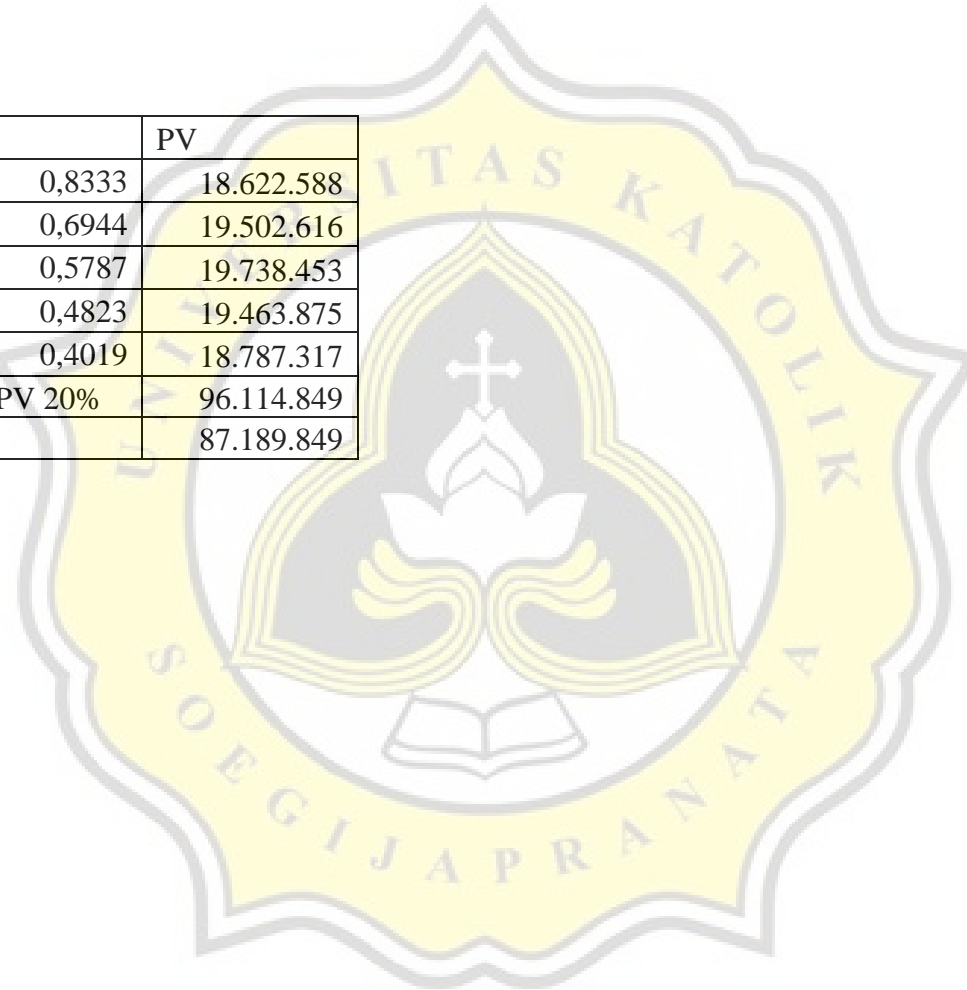 PV
0,8333 18.622.588
0,6944 19.502.616
0,5787 19.738.453
0,4823 19.463.875
0,4019 18.787.317
PV 20% 96.114.849
87.189.849
UNIVERSITAS KATOLIK
SOEGIJAPRANATA